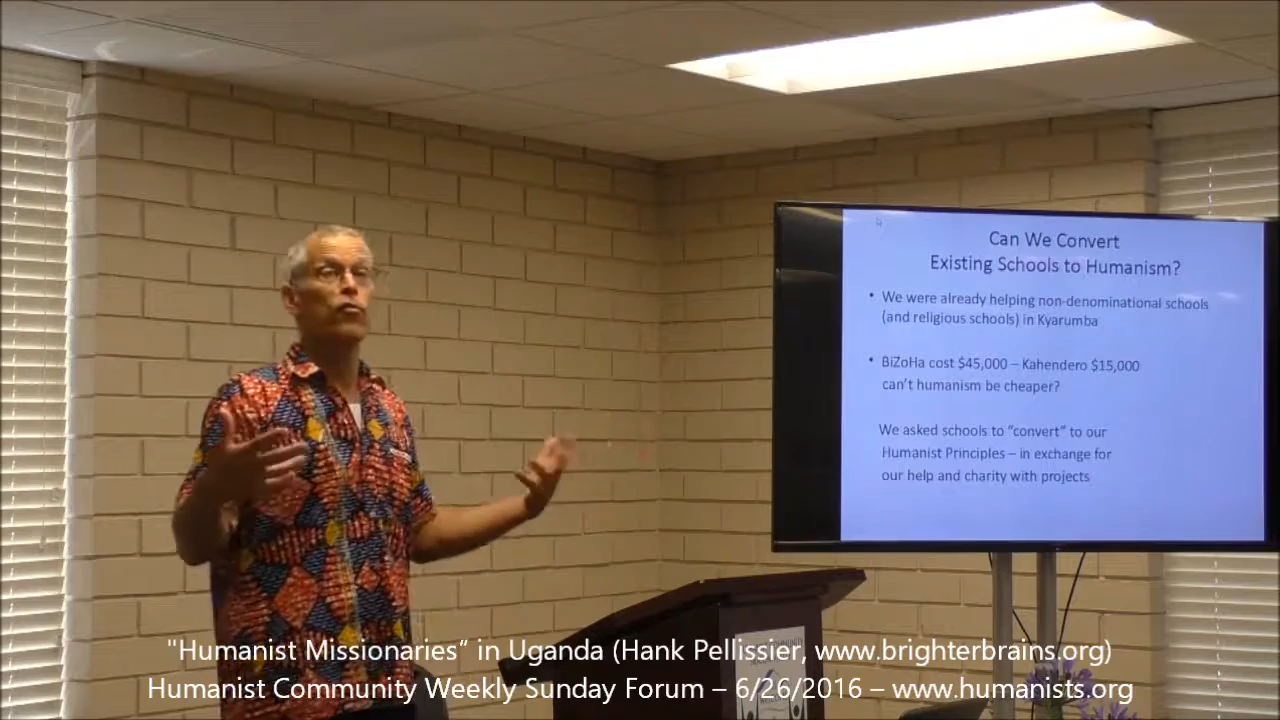 Can We Convert
Existing Schools to Humanism?
• We were already helping non-denominational schools
(and religious schools) in Kyarumba
• BiZoHa cost $45,000 – Kahendero $15,000
can't humanism be cheaper?
We asked schools to "convert" to our
Humanist Principles – in exchange for
our help and charity with projects
"Humanist Missionaries" in Uganda (Hank Pellissier, www.brighterbrains.org)
Humanist Community Weekly Sunday Forum – 6/26/2016 – www.humanists.org